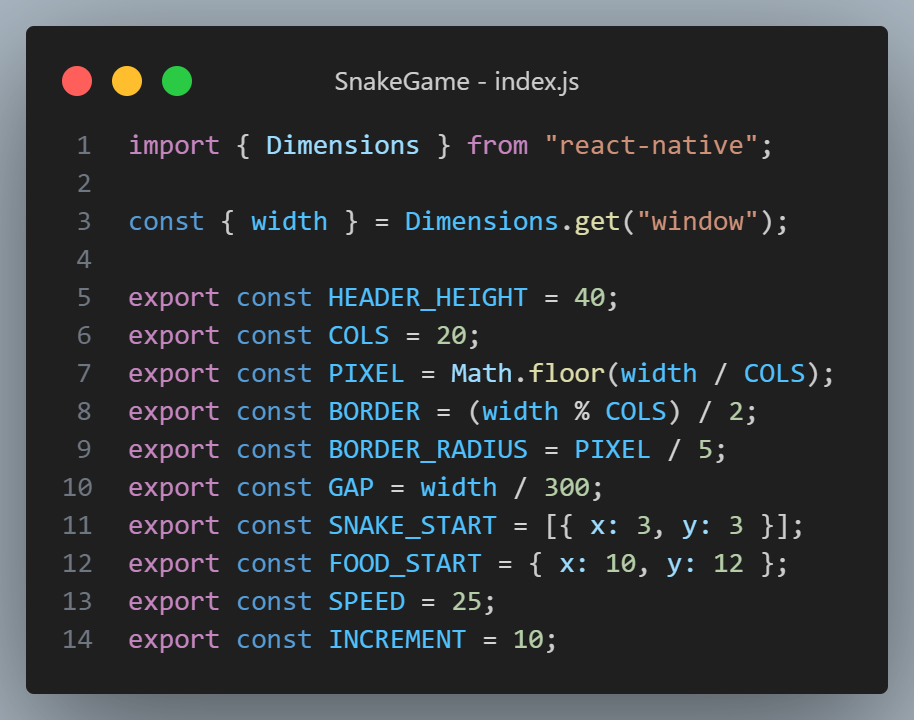 SnakeGame - index.js
1 import { Dimensions } from "react-native";
2
3 const { width } = Dimensions.get("window");
4
5 export const HEADER_HEIGHT = 40;
6 export const COLS = 20;
7 export const PIXEL = Math.floor(width / COLS);
8 export const BORDER = (width % COLS) / 2;
9 export const BORDER_RADIUS = PIXEL / 5;
10 export const GAP = width / 300;
11 export const SNAKE_START = [{ x: 3, y: 3 }];
12 export const FOOD_START = { x: 10, y: 12 };
13 export const SPEED = 25;
14 export const INCREMENT = 10;